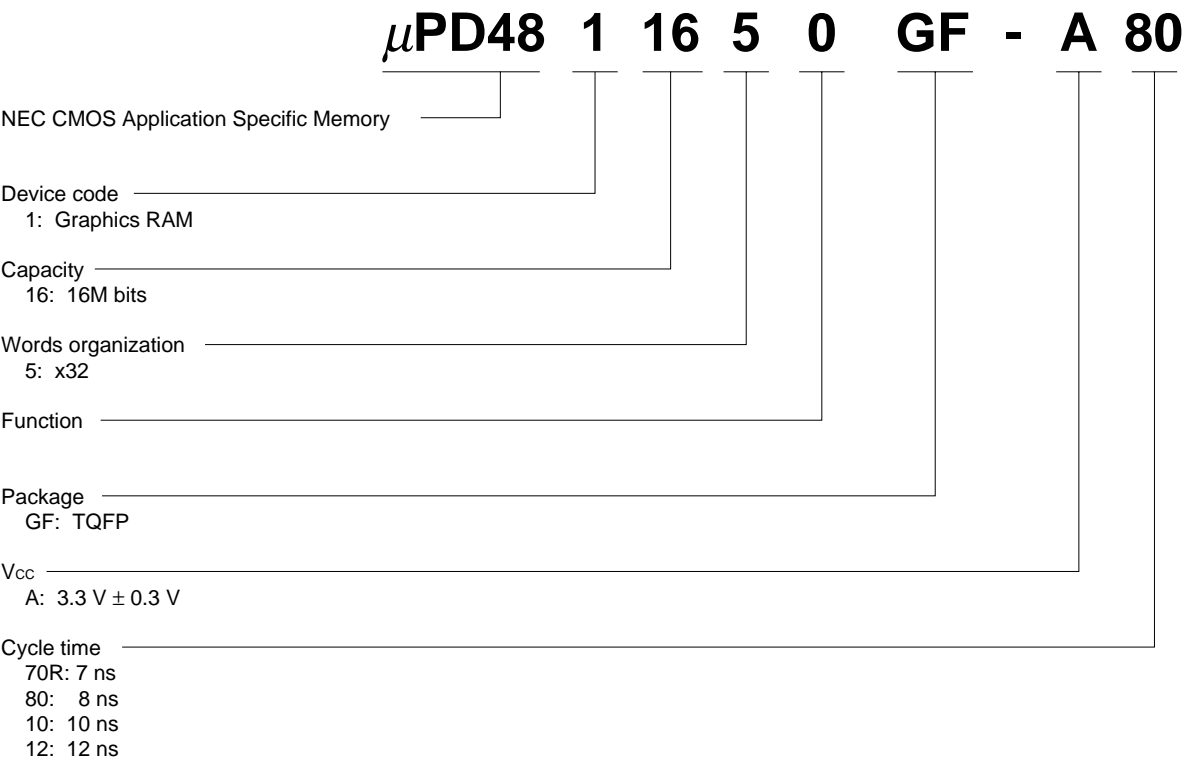 μPD48 1 16 5 0 GF - A 80
NEC CMOS Application Specific Memory
Device code
1: Graphics RAM
Capacity
16: 16M bits
Words organization
5: x32
Function
Package
GF: TQFP
Vcc
A: 3.3 V ± 0.3 V
Cycle time
70R: 7 ns
80: 8 ns
10: 10 ns
12: 12 ns